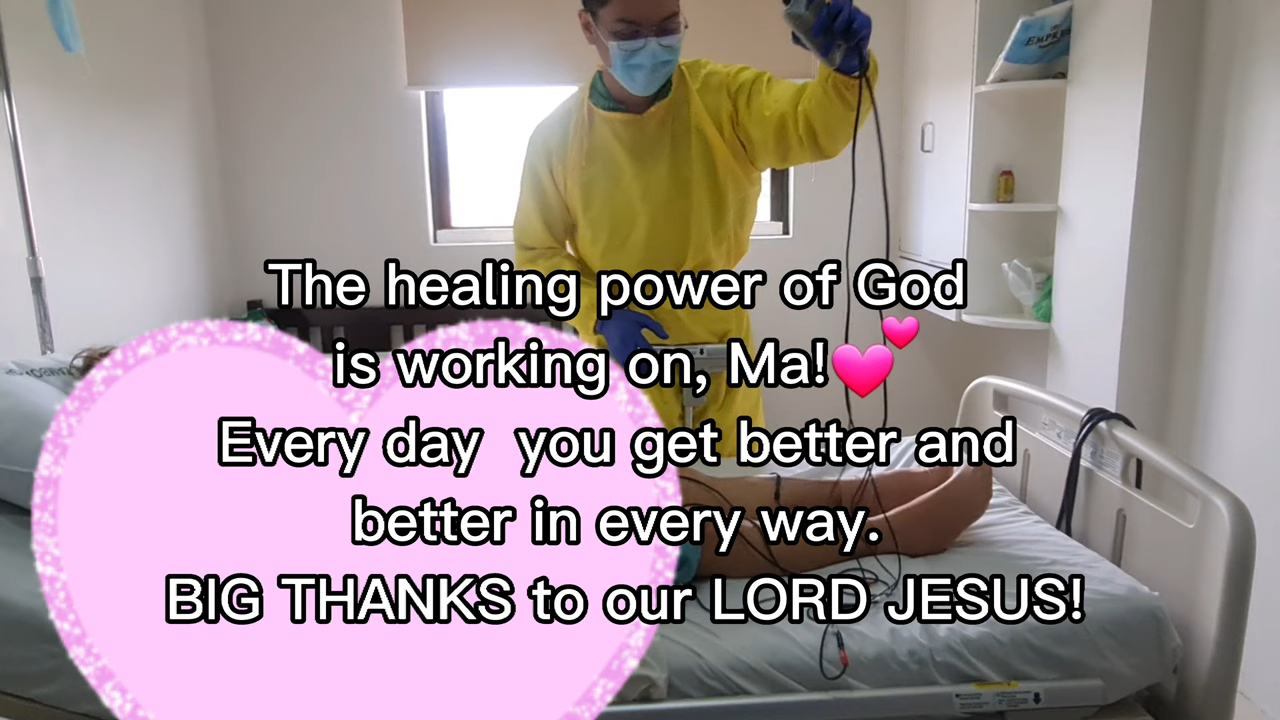 EMPR
The healing power of God
is working on, Ma!💕
Every day you get better and
better in every way.
BIG THANKS to our LORD JESUS!